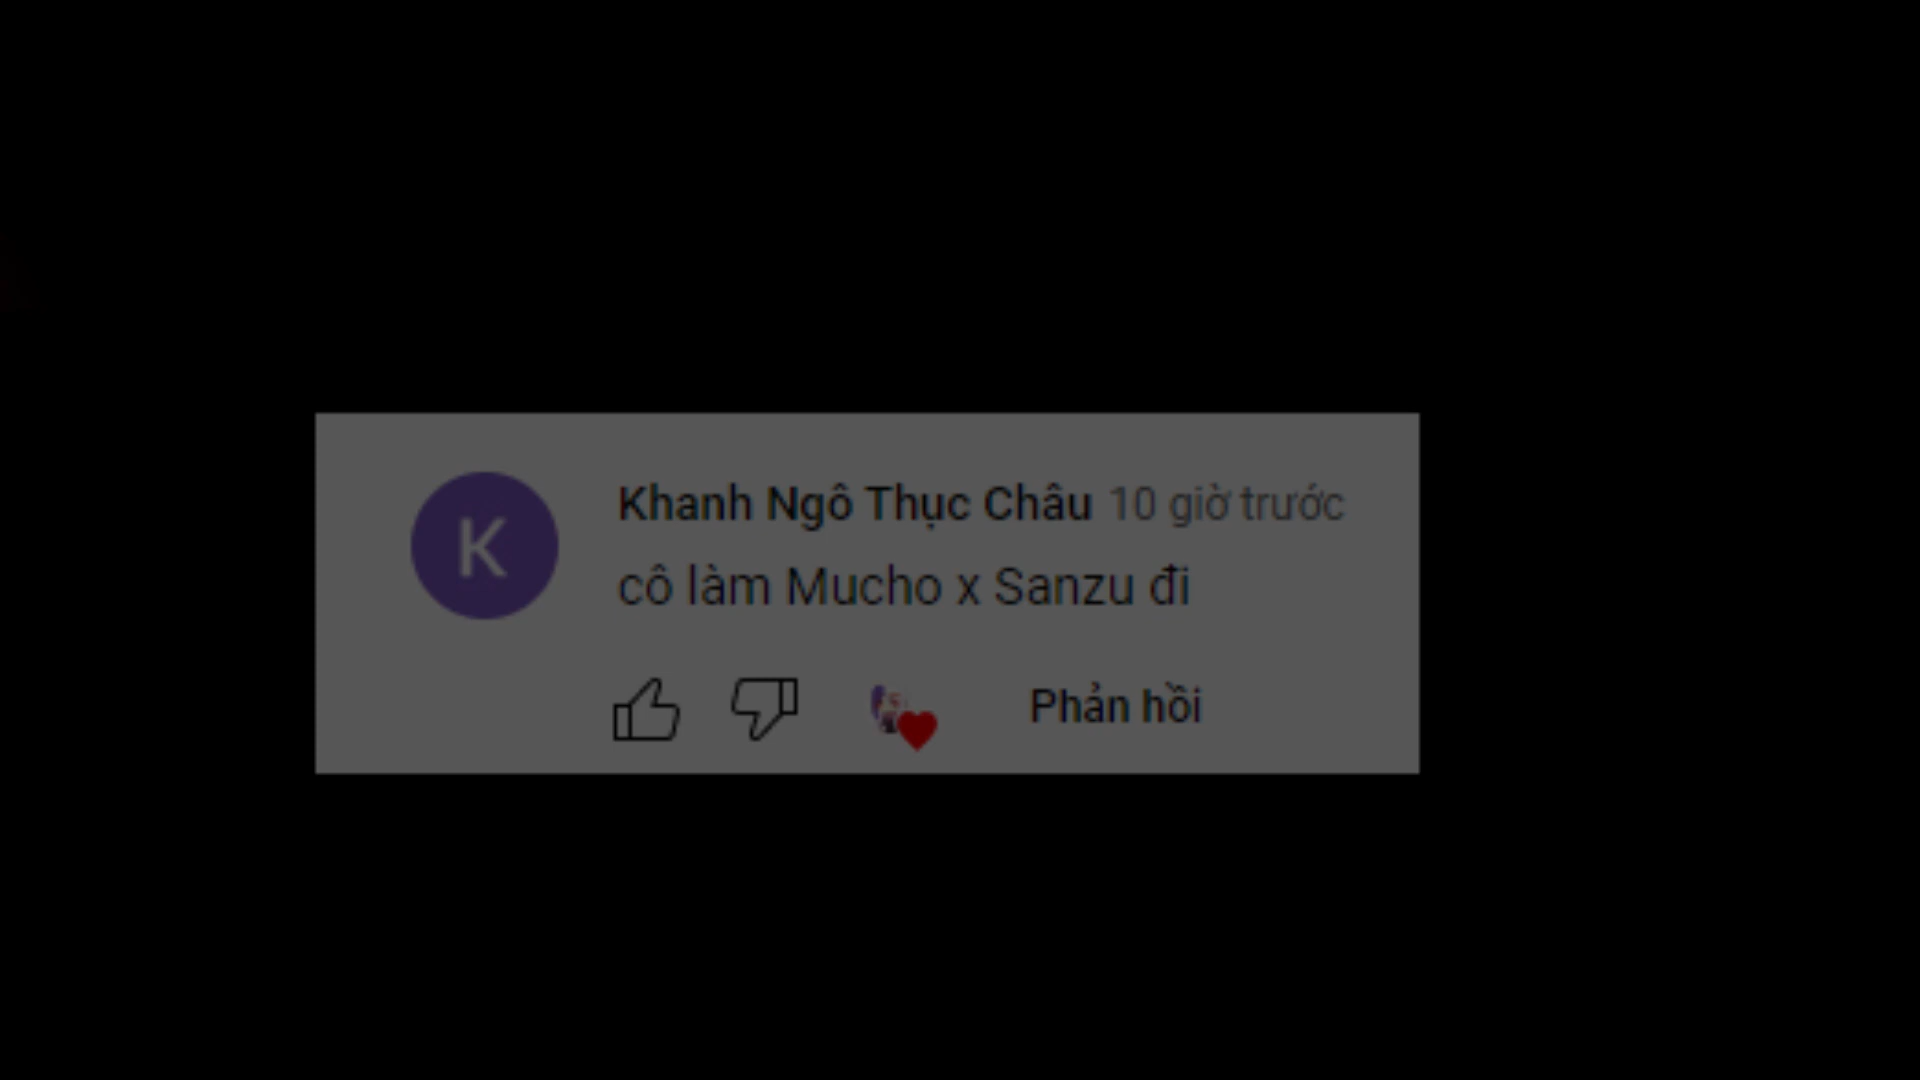 K
Khanh Ngô Thục Châu 10 giờ trước
cô làm Mucho x Sanzu đi
Phản hồi